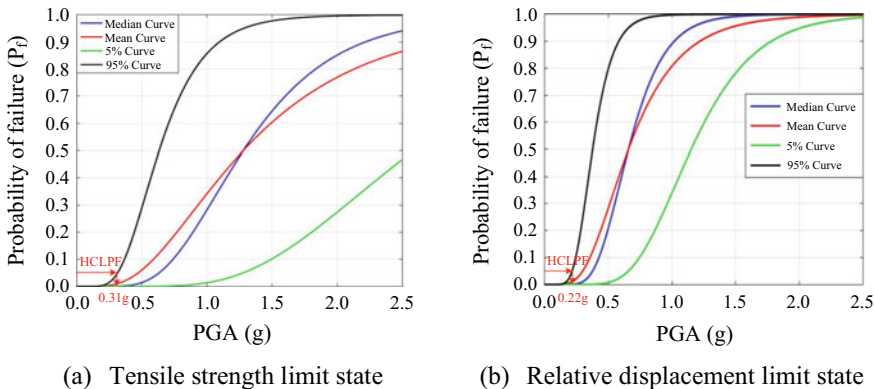 Probability of failure (Pf)
1.0
0.9
0.8
0.7
0.6
0.5
0.4
0.3
0.2
0.1
0.0
Median Curve
Mean Curve
5% Curve
95% Curve
HCLPF
0.31g
0.0 0.5 1.0 1.5 2.0 2.5
PGA (g)
(a) Tensile strength limit state
Probability of failure (Pf)
1.0
0.9
0.8
0.7
0.6
0.5
0.4
0.3
0.2
0.1
0.0
Median Curve
Mean Curve
5% Curve
95% Curve
HCLPF
0.22g
0.0 0.5 1.0 1.5 2.0 2.5
PGA (g)
(b) Relative displacement limit state